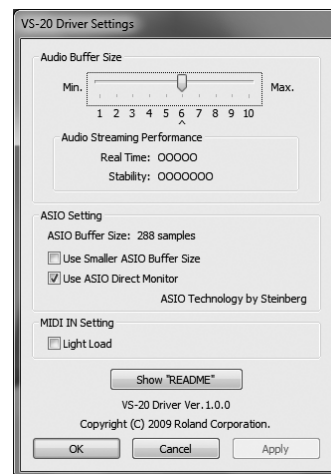 VS-20 Driver Settings
Audio Buffer Size
Min.
Max.
1 2 3 4 5 6 7 8 9 10
^
Audio Streaming Performance
Real Time: OOOOO
Stability: OOOOOOO
ASIO Setting
ASIO Buffer Size: 288 samples
Use Smaller ASIO Buffer Size
Use ASIO Direct Monitor
ASIO Technology by Steinberg
MIDI IN Setting
Light Load
Show "README"
VS-20 Driver Ver.1.0.0
Copyright (C) 2009 Roland Corporation.
OK Cancel Apply